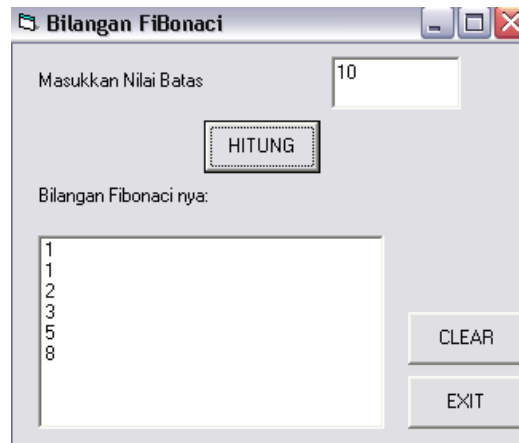 Bilangan FiBonaci
Masukkan Nilai Batas
10
HITUNG
Bilangan Fibonaci nya:
1
1
2
3
5
8
CLEAR
EXIT